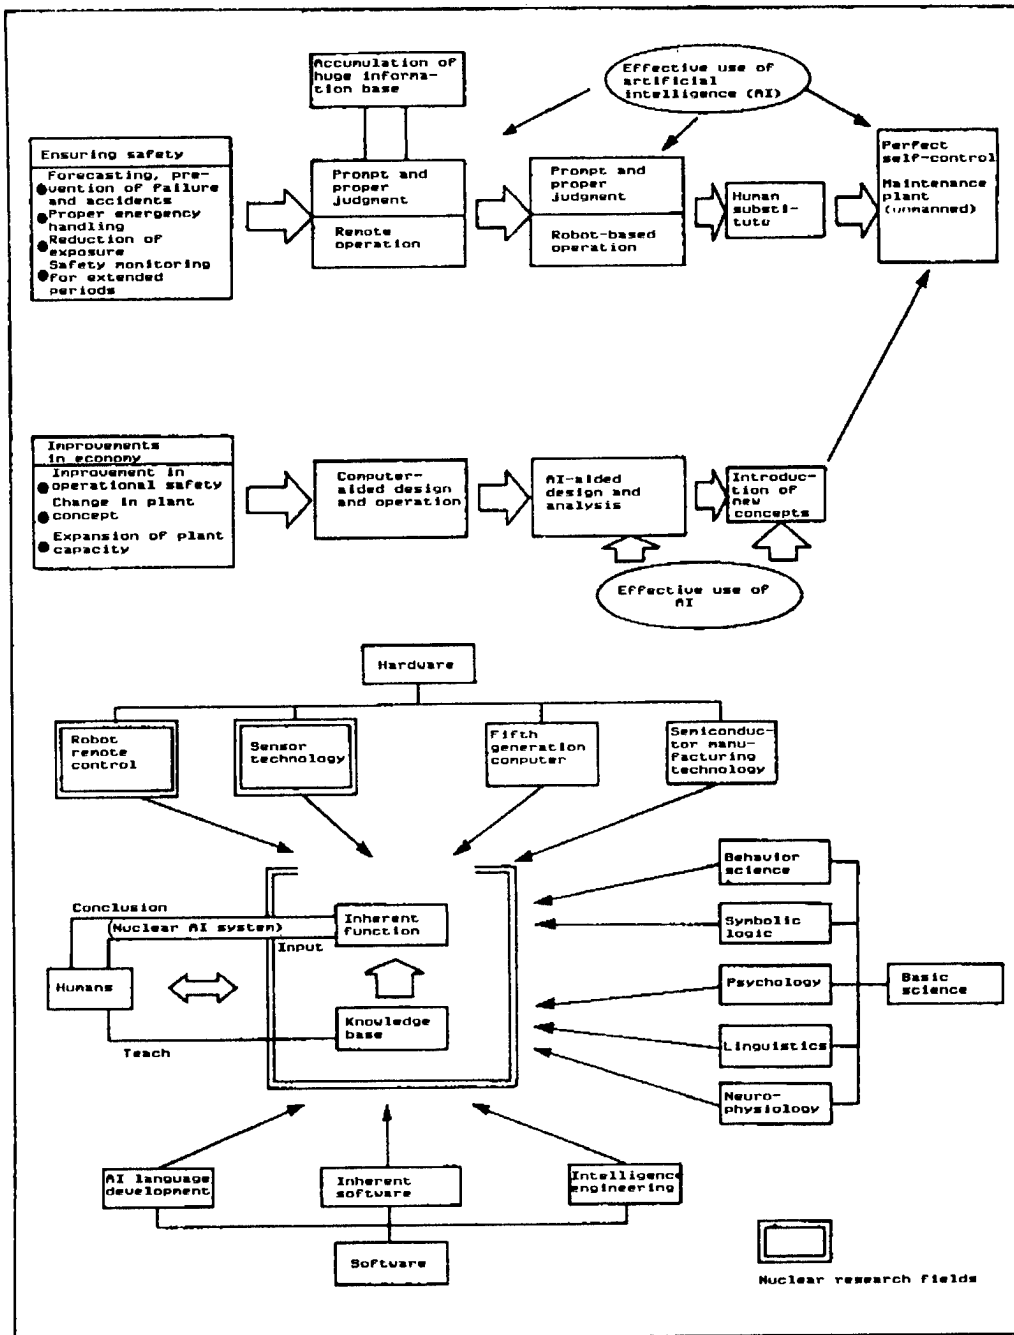 Accumulation of
huge informa-
tion base
Effective use of
artificial
intelligence (AI)
Ensuring safety
Forecasting, pre-
● vention of failure
and accidents
● Proper emergency
handling
● Reduction of
exposure
Safety monitoring
● for extended
periods
Prompt and
proper
judgment
Remote
operation
Prompt and
proper
judgment
Robot-based
operation
Human
substi-
tute
Perfect
self-control
Maintenance
plant
(unmanned)
Improvements
in economy
Improvement in
● operational safety
Change in plant
● concept
● Expansion of plant
capacity
Computer-
aided design
and operation
AI-aided
design and
analysis
Introduc-
tion of
new
concepts
Effective use of
AI
Hardware
Robot
remote
control
Sensor
technology
Fifth
generation
computer
Semiconduc-
tor manu-
facturing
technology
Conclusion
(Nuclear AI system)
Input
Inherent
function
Humans
Knowledge
base
Teach
Behavior
science
Symbolic
logic
Psychology
Linguistics
Neuro-
physiology
Basic
science
AI language
development
Inherent
software
Intelligence
engineering
Software
Nuclear research fields